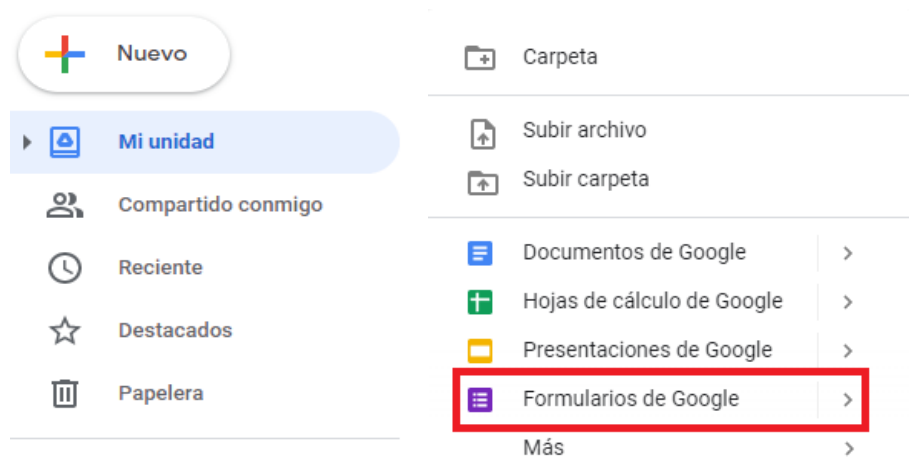 Nuevo
Mi unidad
Compartido conmigo
Reciente
Destacados
Papelera
Carpeta
Subir archivo
Subir carpeta
Documentos de Google
Hojas de cálculo de Google
Presentaciones de Google
Formularios de Google
Más